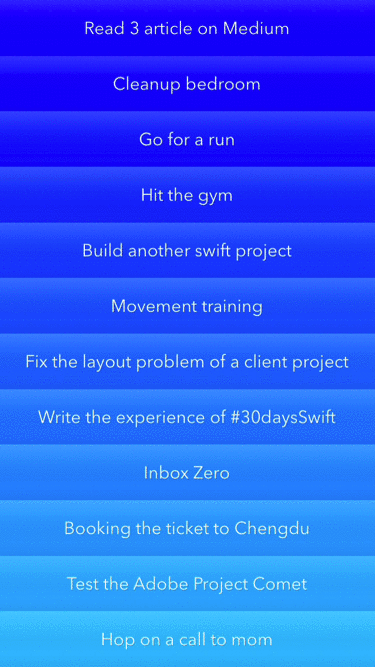 Read 3 article on Medium
Cleanup bedroom
Go for a run
Hit the gym
Build another swift project
Movement training
Fix the layout problem of a client project
Write the experience of #30daysSwift
Inbox Zero
Booking the ticket to Chengdu
Test the Adobe Project Comet
Hop on a call to mom